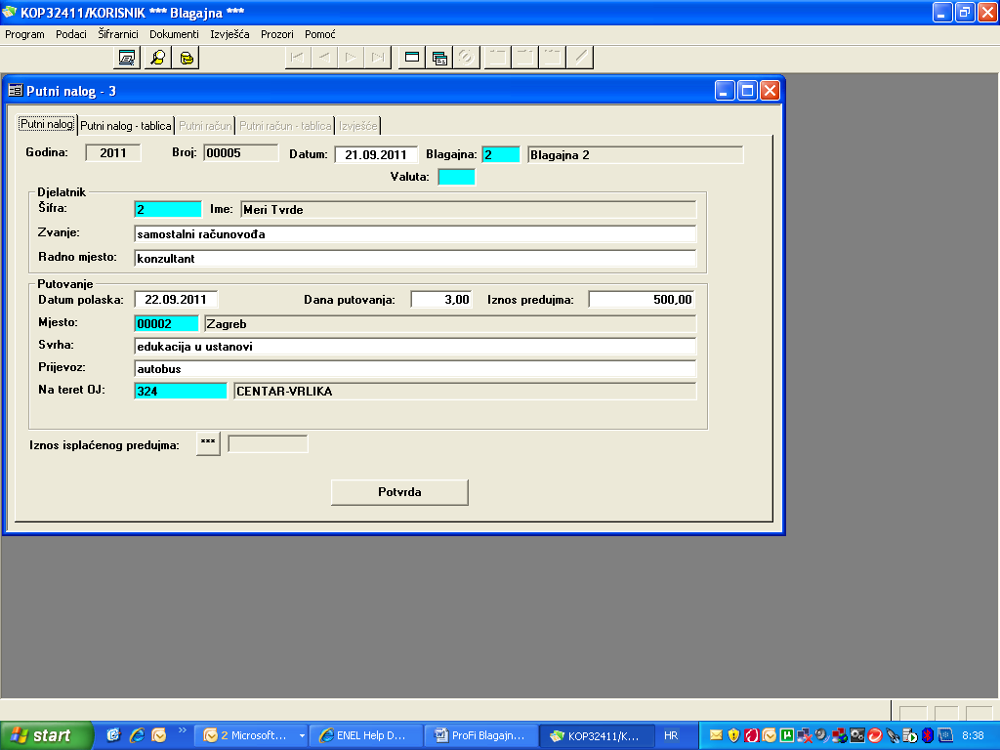 KOP32411/KORISNIK *** Blagajna ***
Program Podaci Šifrarnici Dokumenti Izvješća Prozori Pomoć
Putni nalog - 3
Putni nalog Putni nalog - tablica Putni račun Putni račun - tablica Izvješće
Godina: 2011 Broj: 00005 Datum: 21.09.2011 Blagajna: 2 Blagajna 2
Valuta:
Djelatnik
Šifra: 2 Ime: Meri Tvrde
Zvanje: samostalni računovođa
Radno mjesto: konzultant
Putovanje
Datum polaska: 22.09.2011 Dana putovanja: 3,00 Iznos predujma: 500,00
Mjesto: 00002 Zagreb
Svrha: edukacija u ustanovi
Prijevoz: autobus
Na teret OJ: 324 CENTAR-VRLIKA
Iznos isplaćenog predujma: ***
Potvrda
start 2 Microsoft... ENEL Help D... ProFi Blagajn... KOP32411/K... HR 8:38